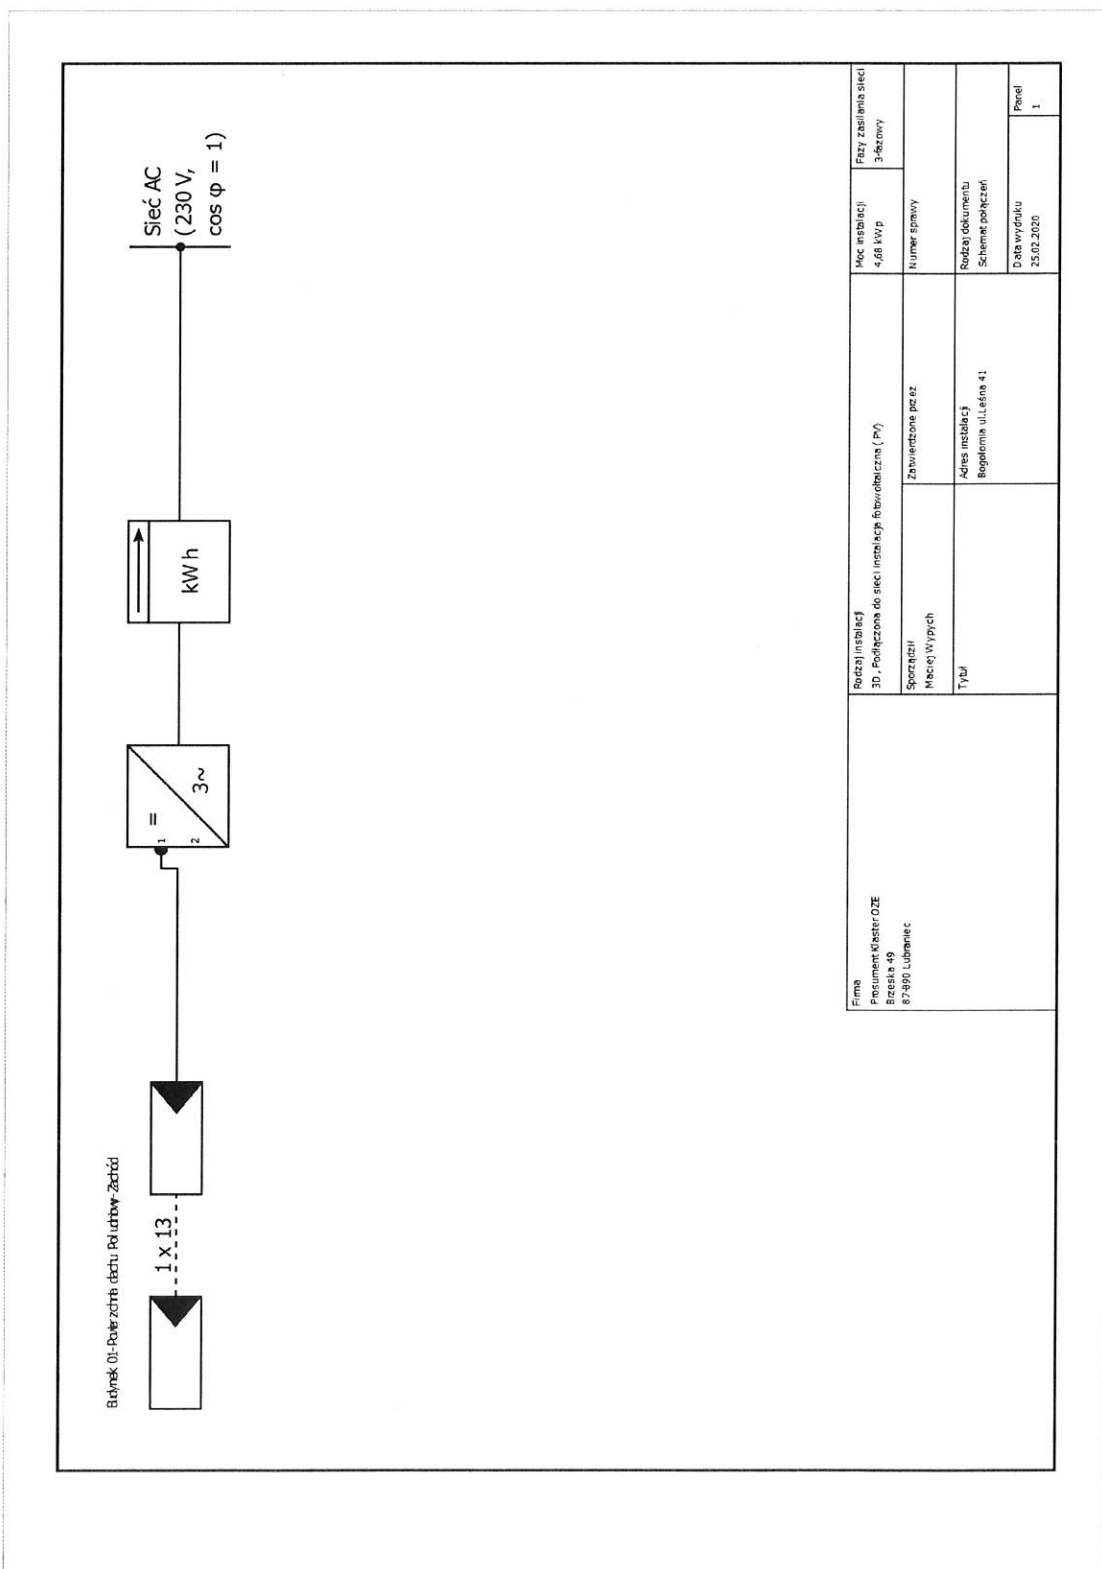 Budynek 01-Powierzchnia dachu Południowy-Zachód
1 x 13
=
1
2
3~
kWh
Sieć AC
(230 V,
cos φ = 1)
Firma
Prosument Klaster OZE
Brzeska 49
87-890 Lubraniec
Rodzaj instalacji
3D, Podłączona do sieci instalacja fotowoltaiczna (PV)
Moc instalacji
4,68 kWp
Fazy zasilania sieci
3-fazowy
Sporządził
Maciej Wypych
Zatwierdzone przez
Numer sprawy
Tytuł
Adres instalacji
Bogołomia ul.Leśna 41
Rodzaj dokumentu
Schemat połączeń
Data wydruku
25.02.2020
Panel
1